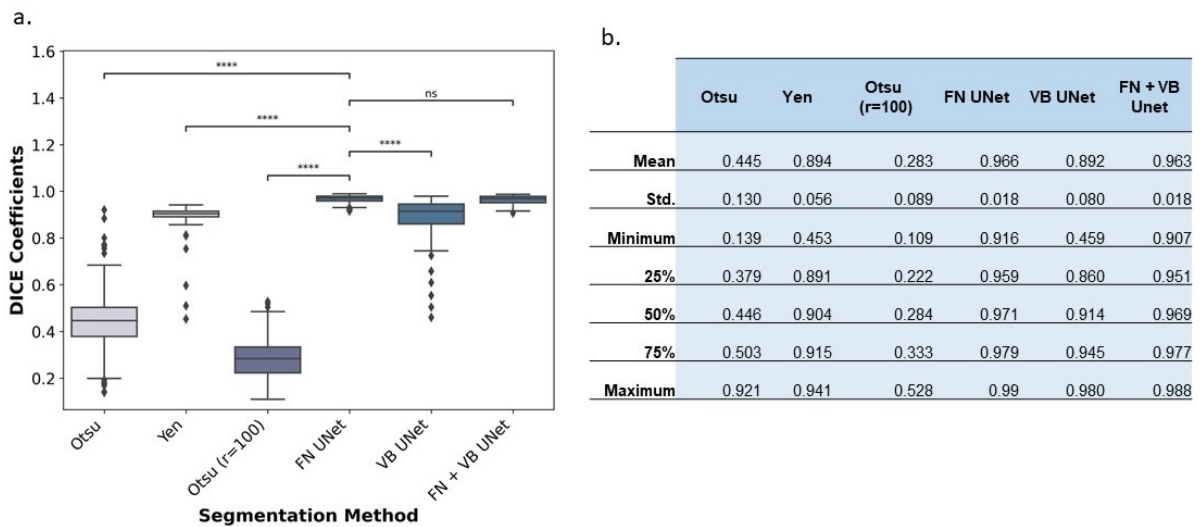 a.
1.6
1.4
1.2
1.0
0.8
0.6
0.4
0.2
DICE Coefficients
****
ns
****
****
****
Otsu
Yen
Otsu (r=100)
FN UNet
VB UNet
FN + VB UNet
Segmentation Method
b.
Otsu Yen Otsu (r=100) FN UNet VB UNet FN + VB Unet
Mean 0.445 0.894 0.283 0.966 0.892 0.963
Std. 0.130 0.056 0.089 0.018 0.080 0.018
Minimum 0.139 0.453 0.109 0.916 0.459 0.907
25% 0.379 0.891 0.222 0.959 0.860 0.951
50% 0.446 0.904 0.284 0.971 0.914 0.969
75% 0.503 0.915 0.333 0.979 0.945 0.977
Maximum 0.921 0.941 0.528 0.99 0.980 0.988